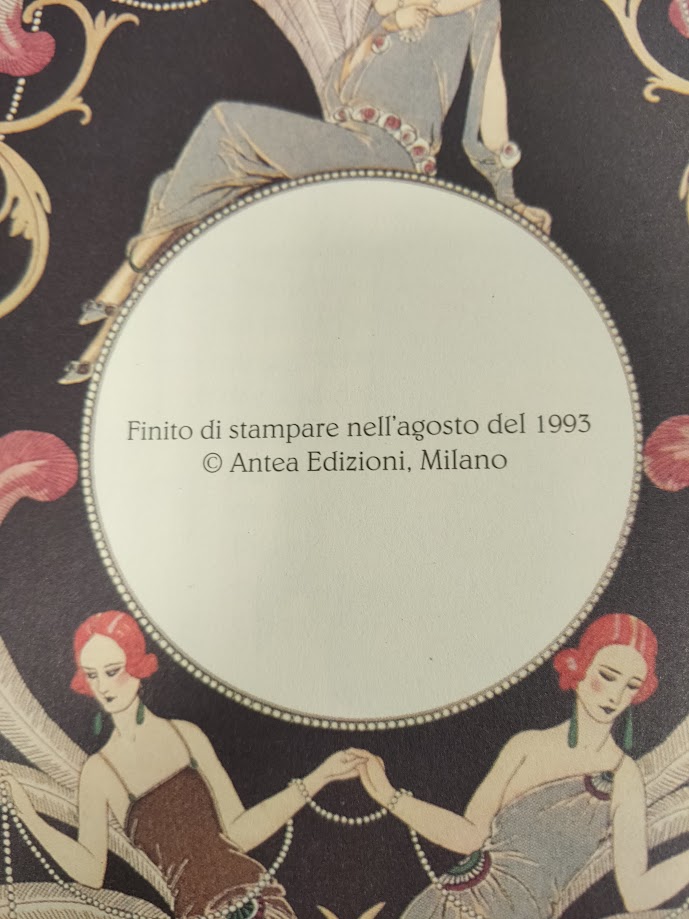 Finito di stampare nell'agosto del 1993
© Antea Edizioni, Milano